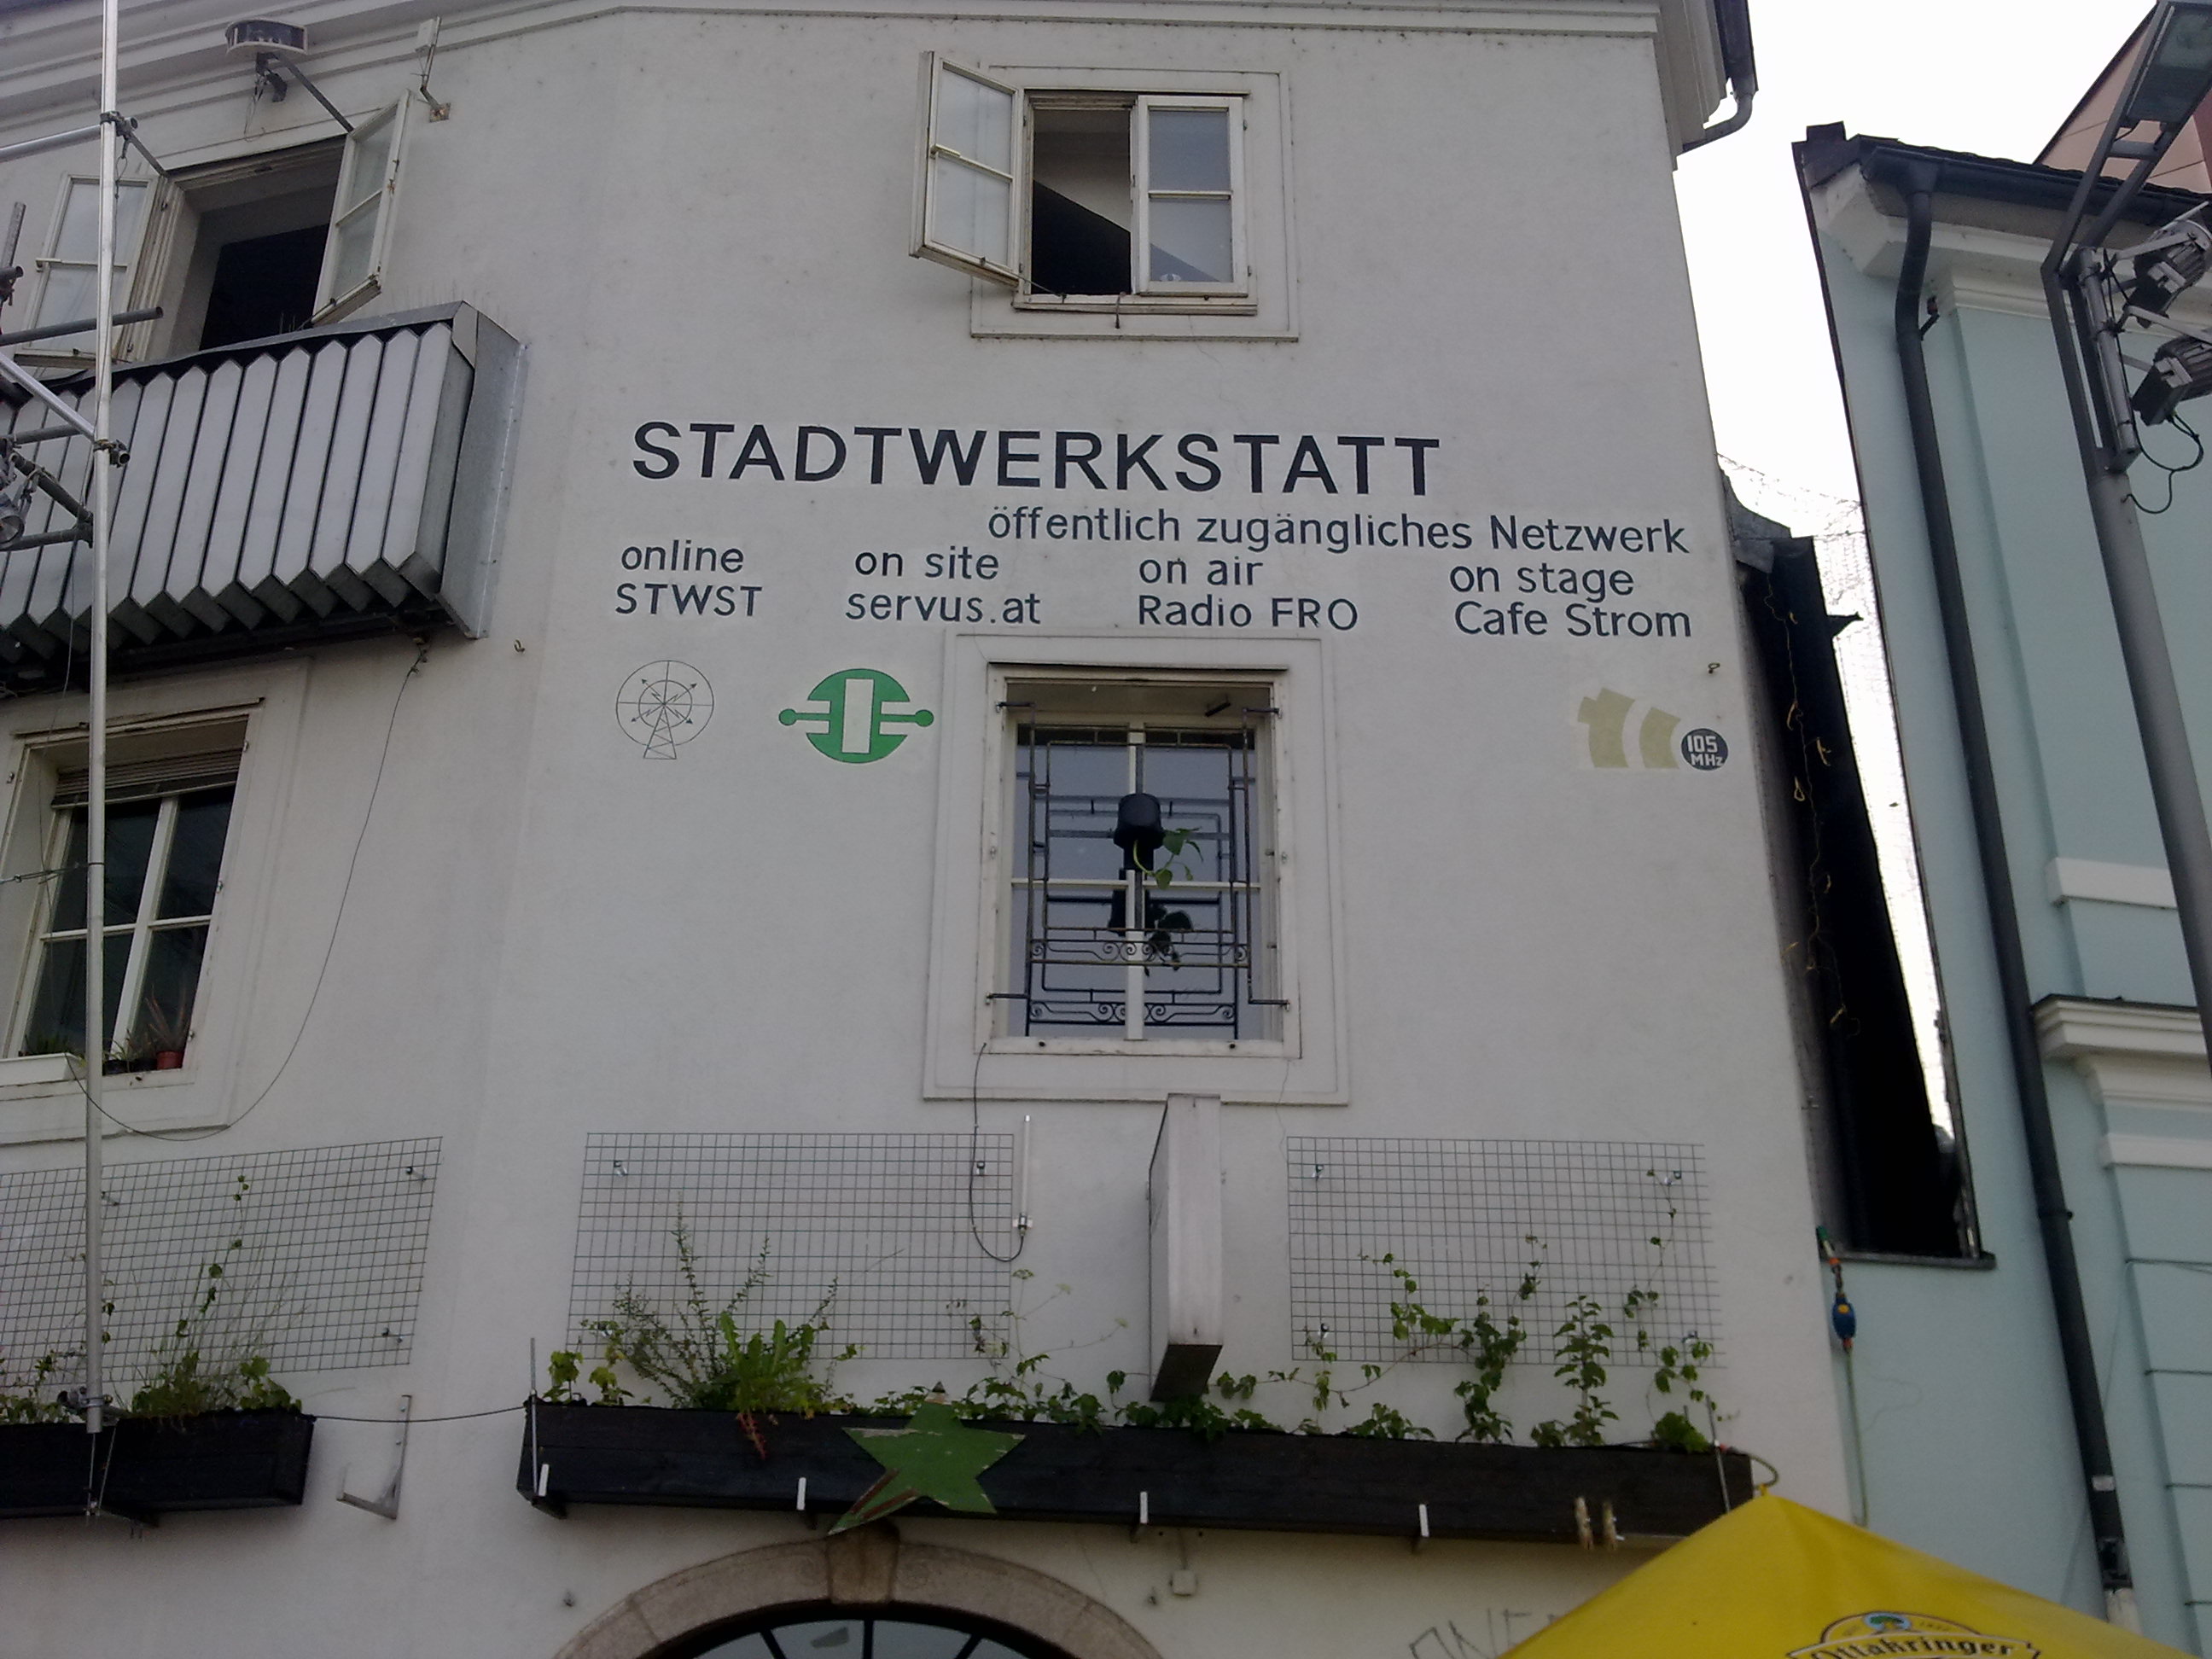 STADTWERKSTATT
öffentlich zugängliches Netzwerk
online on site on air on stage
STWST servus.at Radio FRO Cafe Strom
105
MHz
Ottakringer